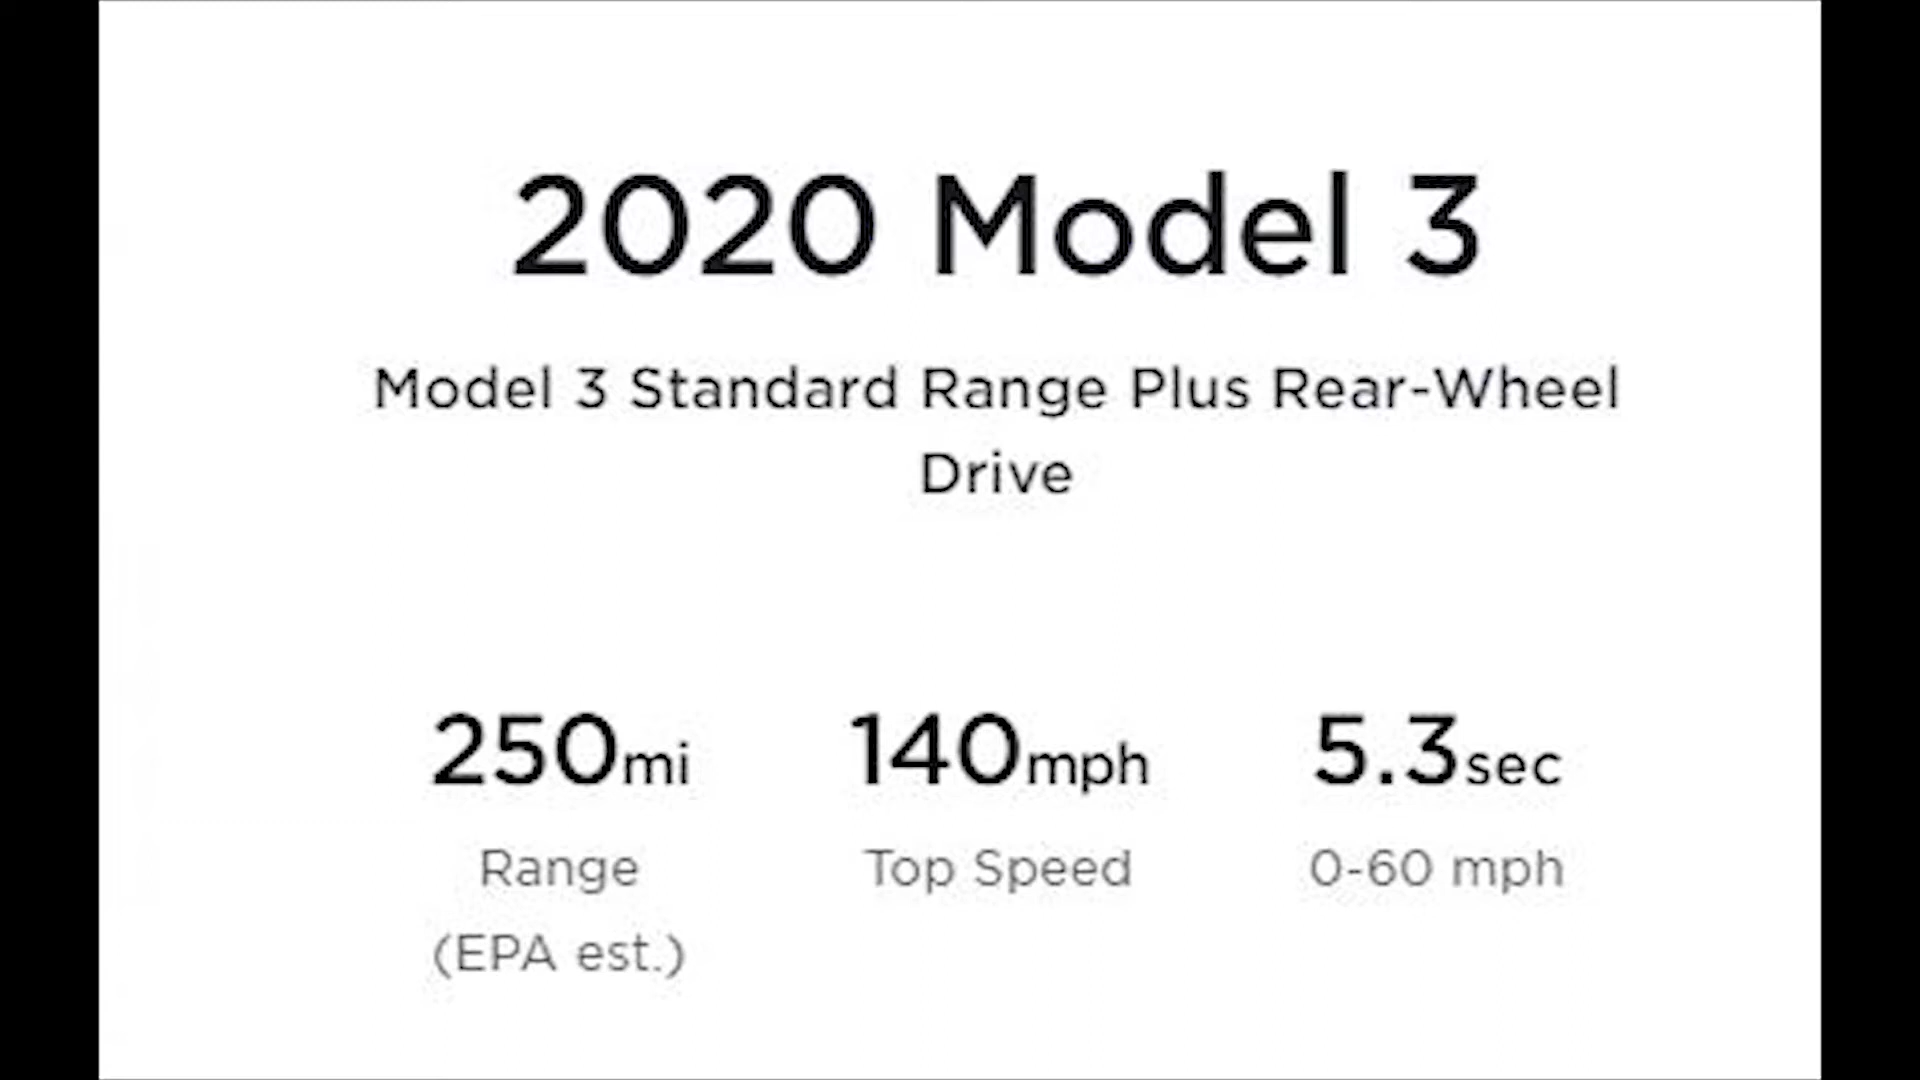 2020 Model 3
Model 3 Standard Range Plus Rear-Wheel
Drive
250mi 140mph 5.3sec
Range Top Speed 0-60 mph
(EPA est.)